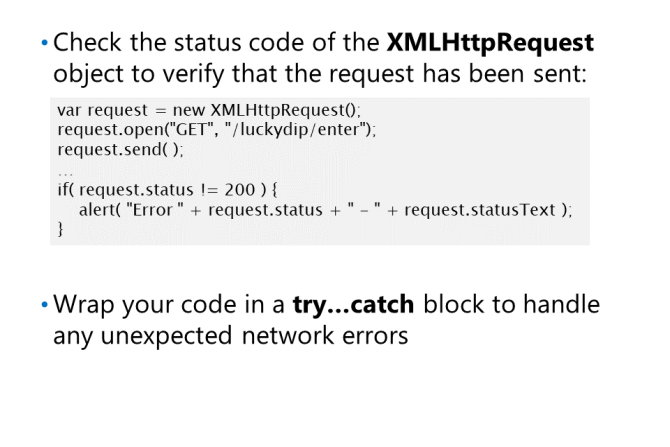 • Check the status code of the XMLHttpRequest
object to verify that the request has been sent:
var request = new XMLHttpRequest();
request.open("GET", "/luckydip/enter");
request.send( );
...
if( request.status != 200 ) {
alert( "Error " + request.status + " - " + request.statusText );
}
• Wrap your code in a try...catch block to handle
any unexpected network errors